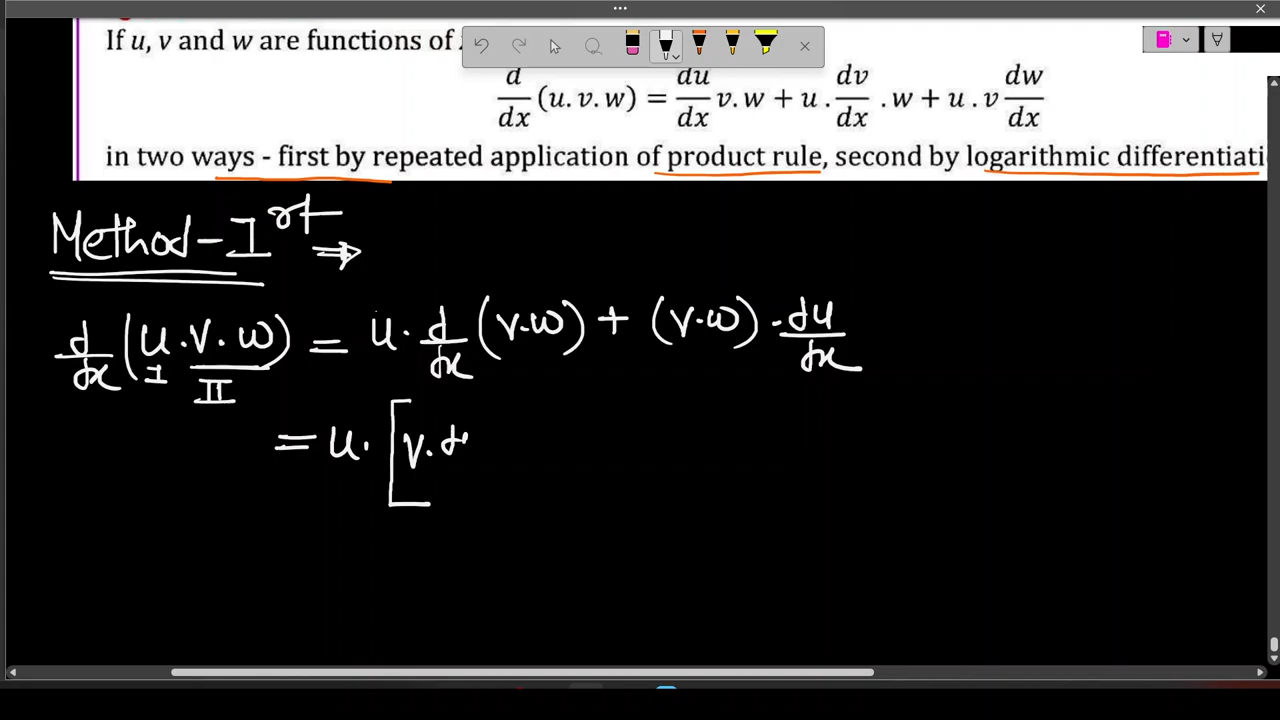 If u, v and w are functions of
d/dx (u. v. w) = du/dx v. w + u . dv/dx . w + u . v dw/dx
in two ways - first by repeated application of product rule, second by logarithmic differentiati
Method - I ⇒
d/dx (u · v · w) = u · d/dx (v·w) + (v·w) · du/dx
I II
= u · [ v ·